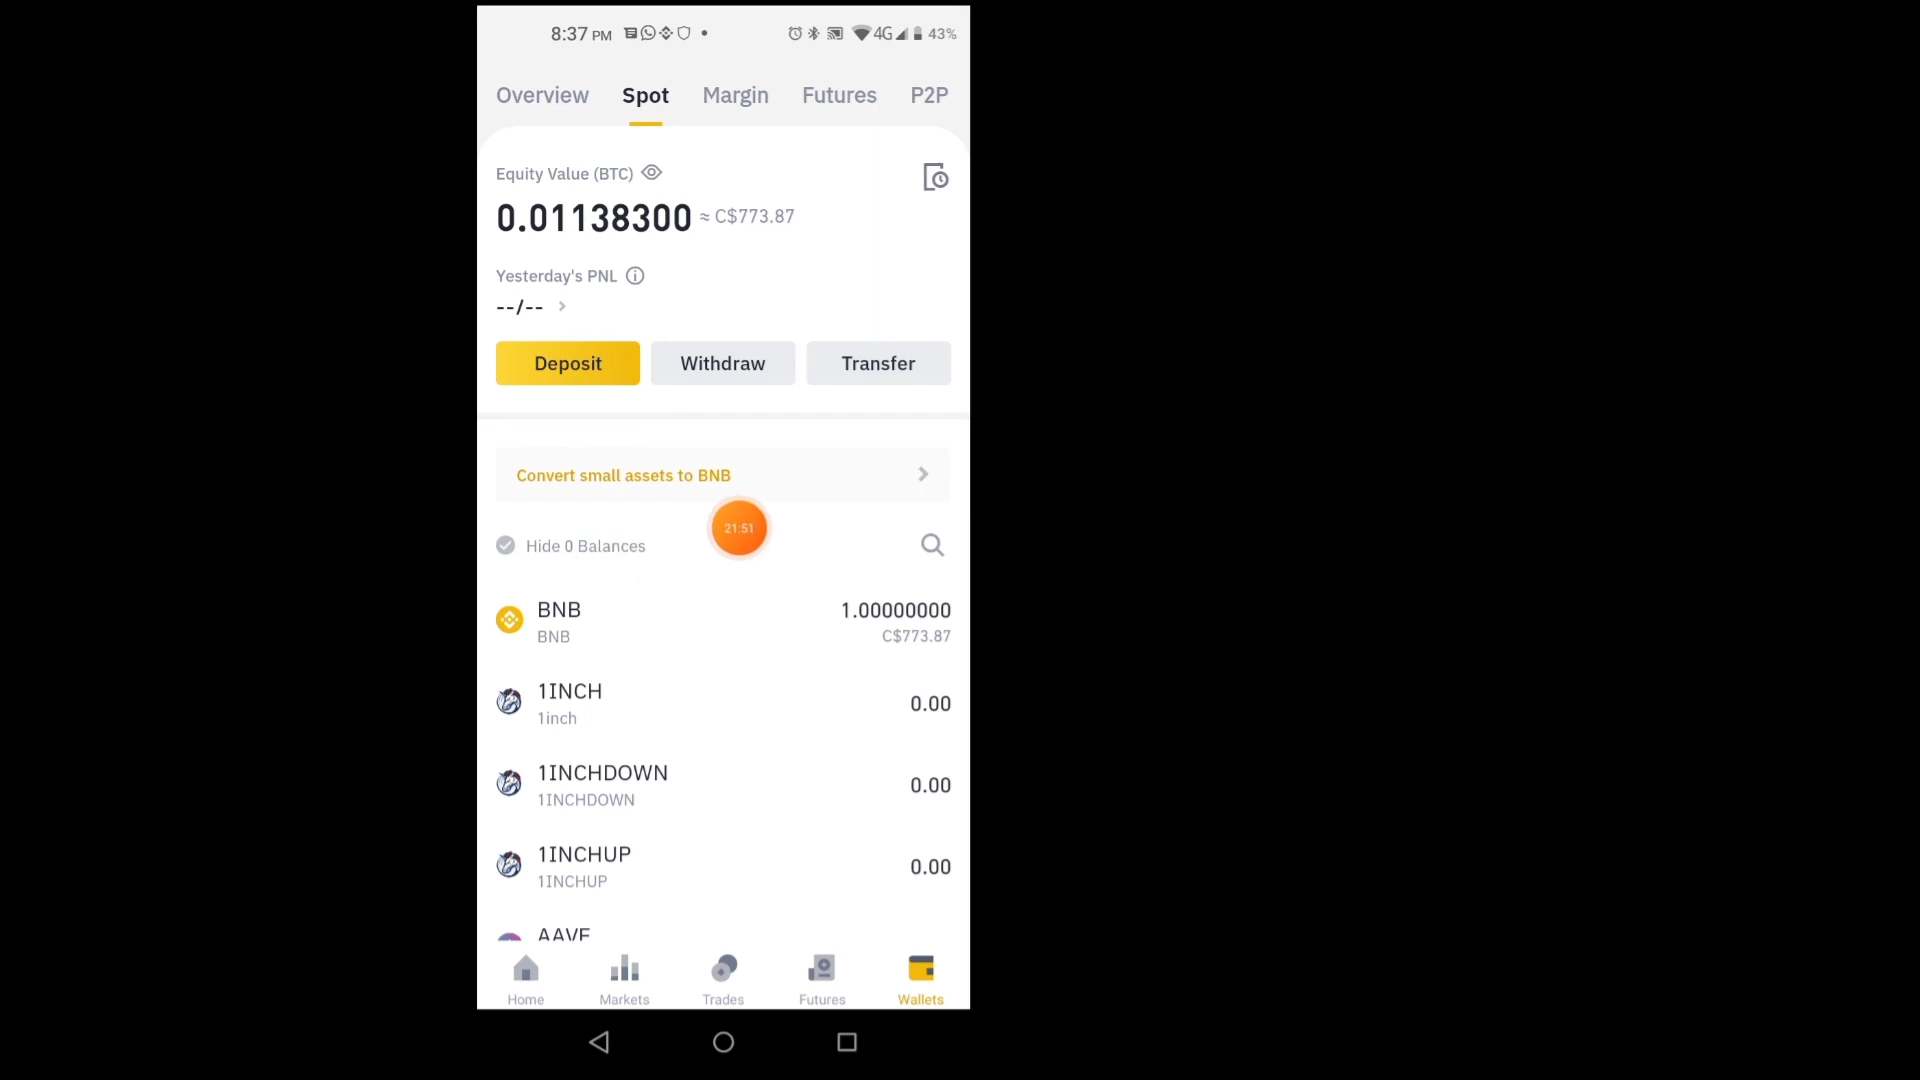 8:37 PM 4G 43%
Overview Spot Margin Futures P2P
Equity Value (BTC)
0.01138300 ≈ C$773.87
Yesterday's PNL
--/--
Deposit Withdraw Transfer
Convert small assets to BNB
21:51
Hide 0 Balances
BNB 1.00000000
BNB C$773.87
1INCH 0.00
1inch
1INCHDOWN 0.00
1INCHDOWN
1INCHUP 0.00
1INCHUP
AAVE
Home Markets Trades Futures Wallets